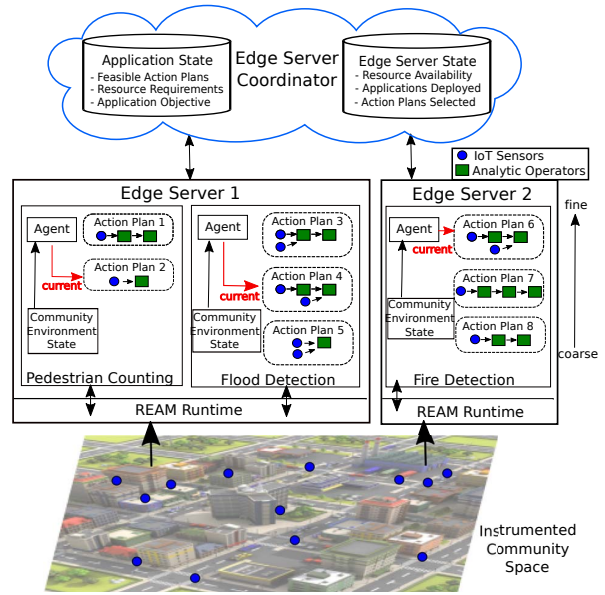 Application State
- Feasible Action Plans
- Resource Requirements
- Application Objective
Edge Server
Coordinator
Edge Server State
- Resource Availability
- Applications Deployed
- Action Plans Selected
IoT Sensors
Analytic Operators
Edge Server 1
Agent
current
Community
Environment
State
Action Plan 1
Action Plan 2
Pedestrian Counting
Agent
current
Community
Environment
State
Action Plan 3
Action Plan 4
Action Plan 5
Flood Detection
REAM Runtime
Edge Server 2
Agent
current
Community
Environment
State
Action Plan 6
Action Plan 7
Action Plan 8
Fire Detection
REAM Runtime
fine
coarse
Instrumented
Community
Space